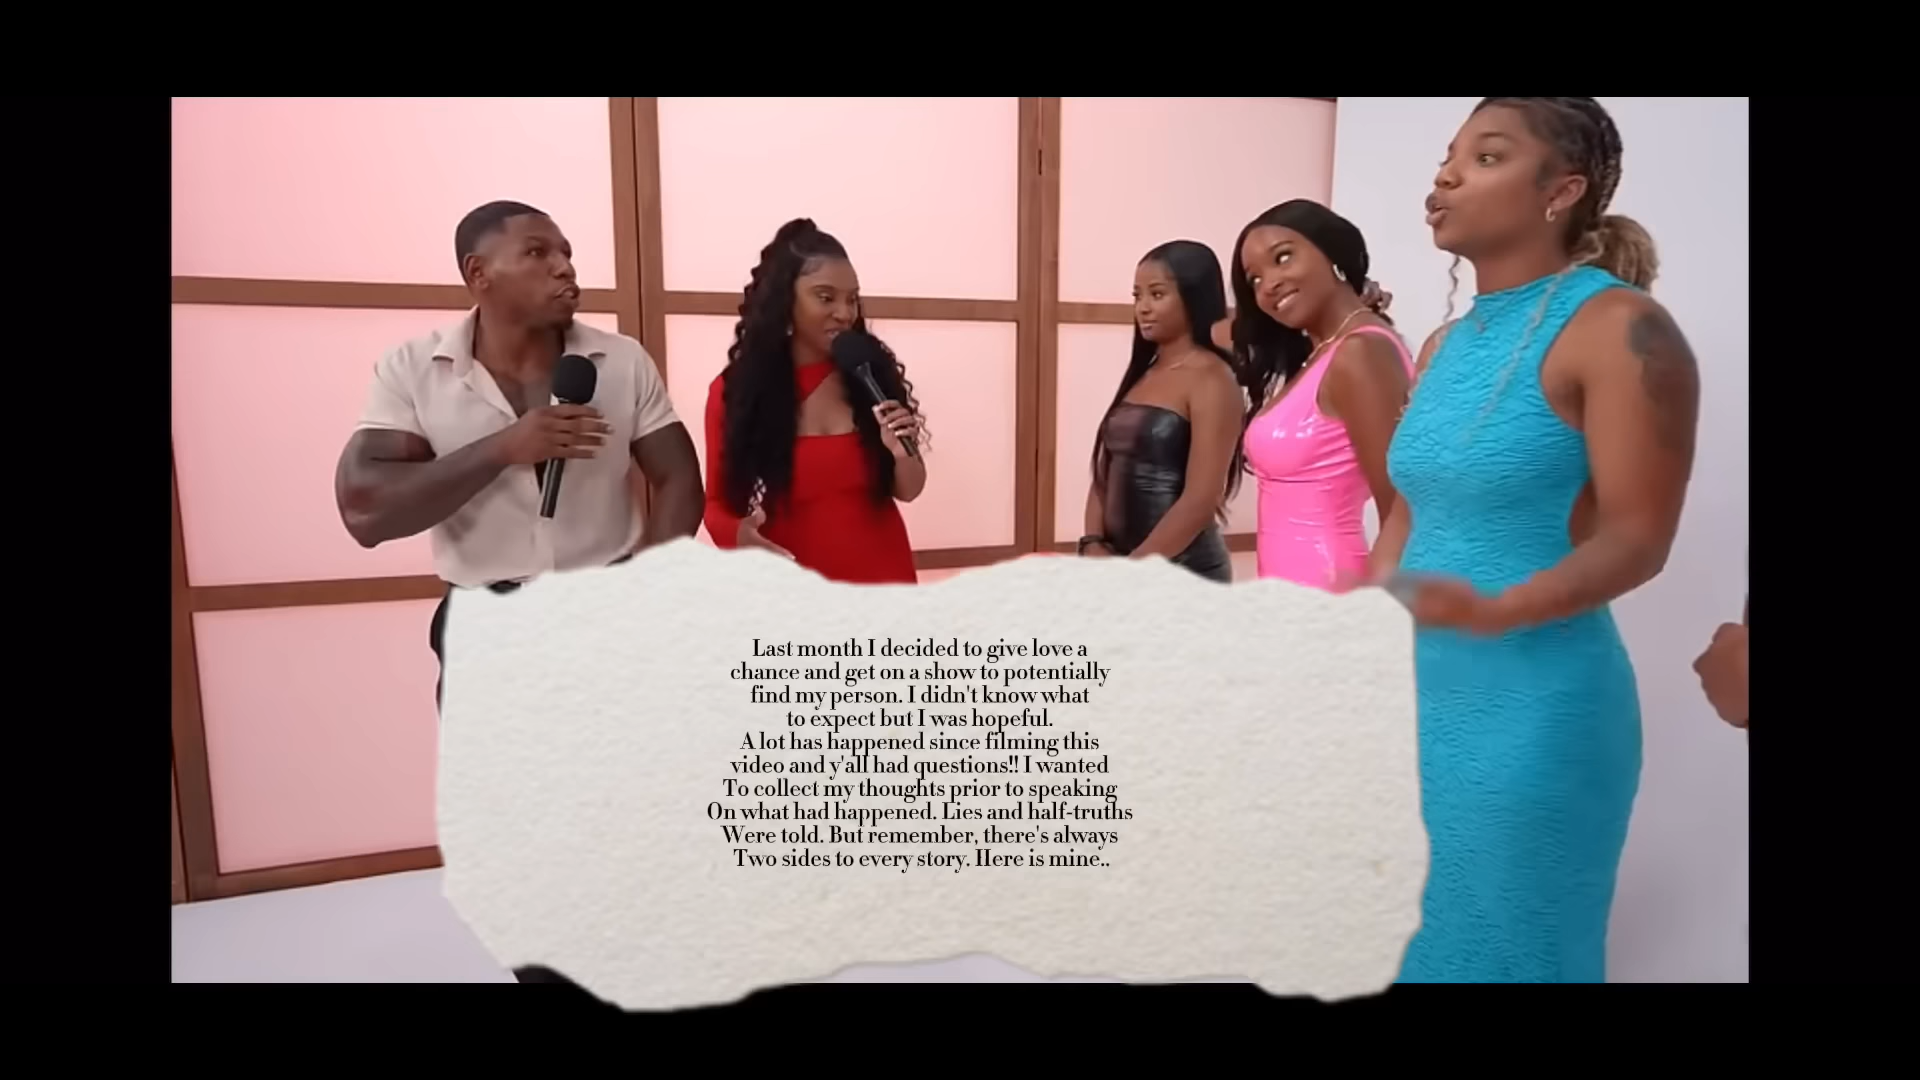 Last month I decided to give love a
chance and get on a show to potentially
find my person. I didn't know what
to expect but I was hopeful.
A lot has happened since filming this
video and y'all had questions!! I wanted
To collect my thoughts prior to speaking
On what had happened. Lies and half-truths
Were told. But remember, there's always
Two sides to every story. Here is mine..